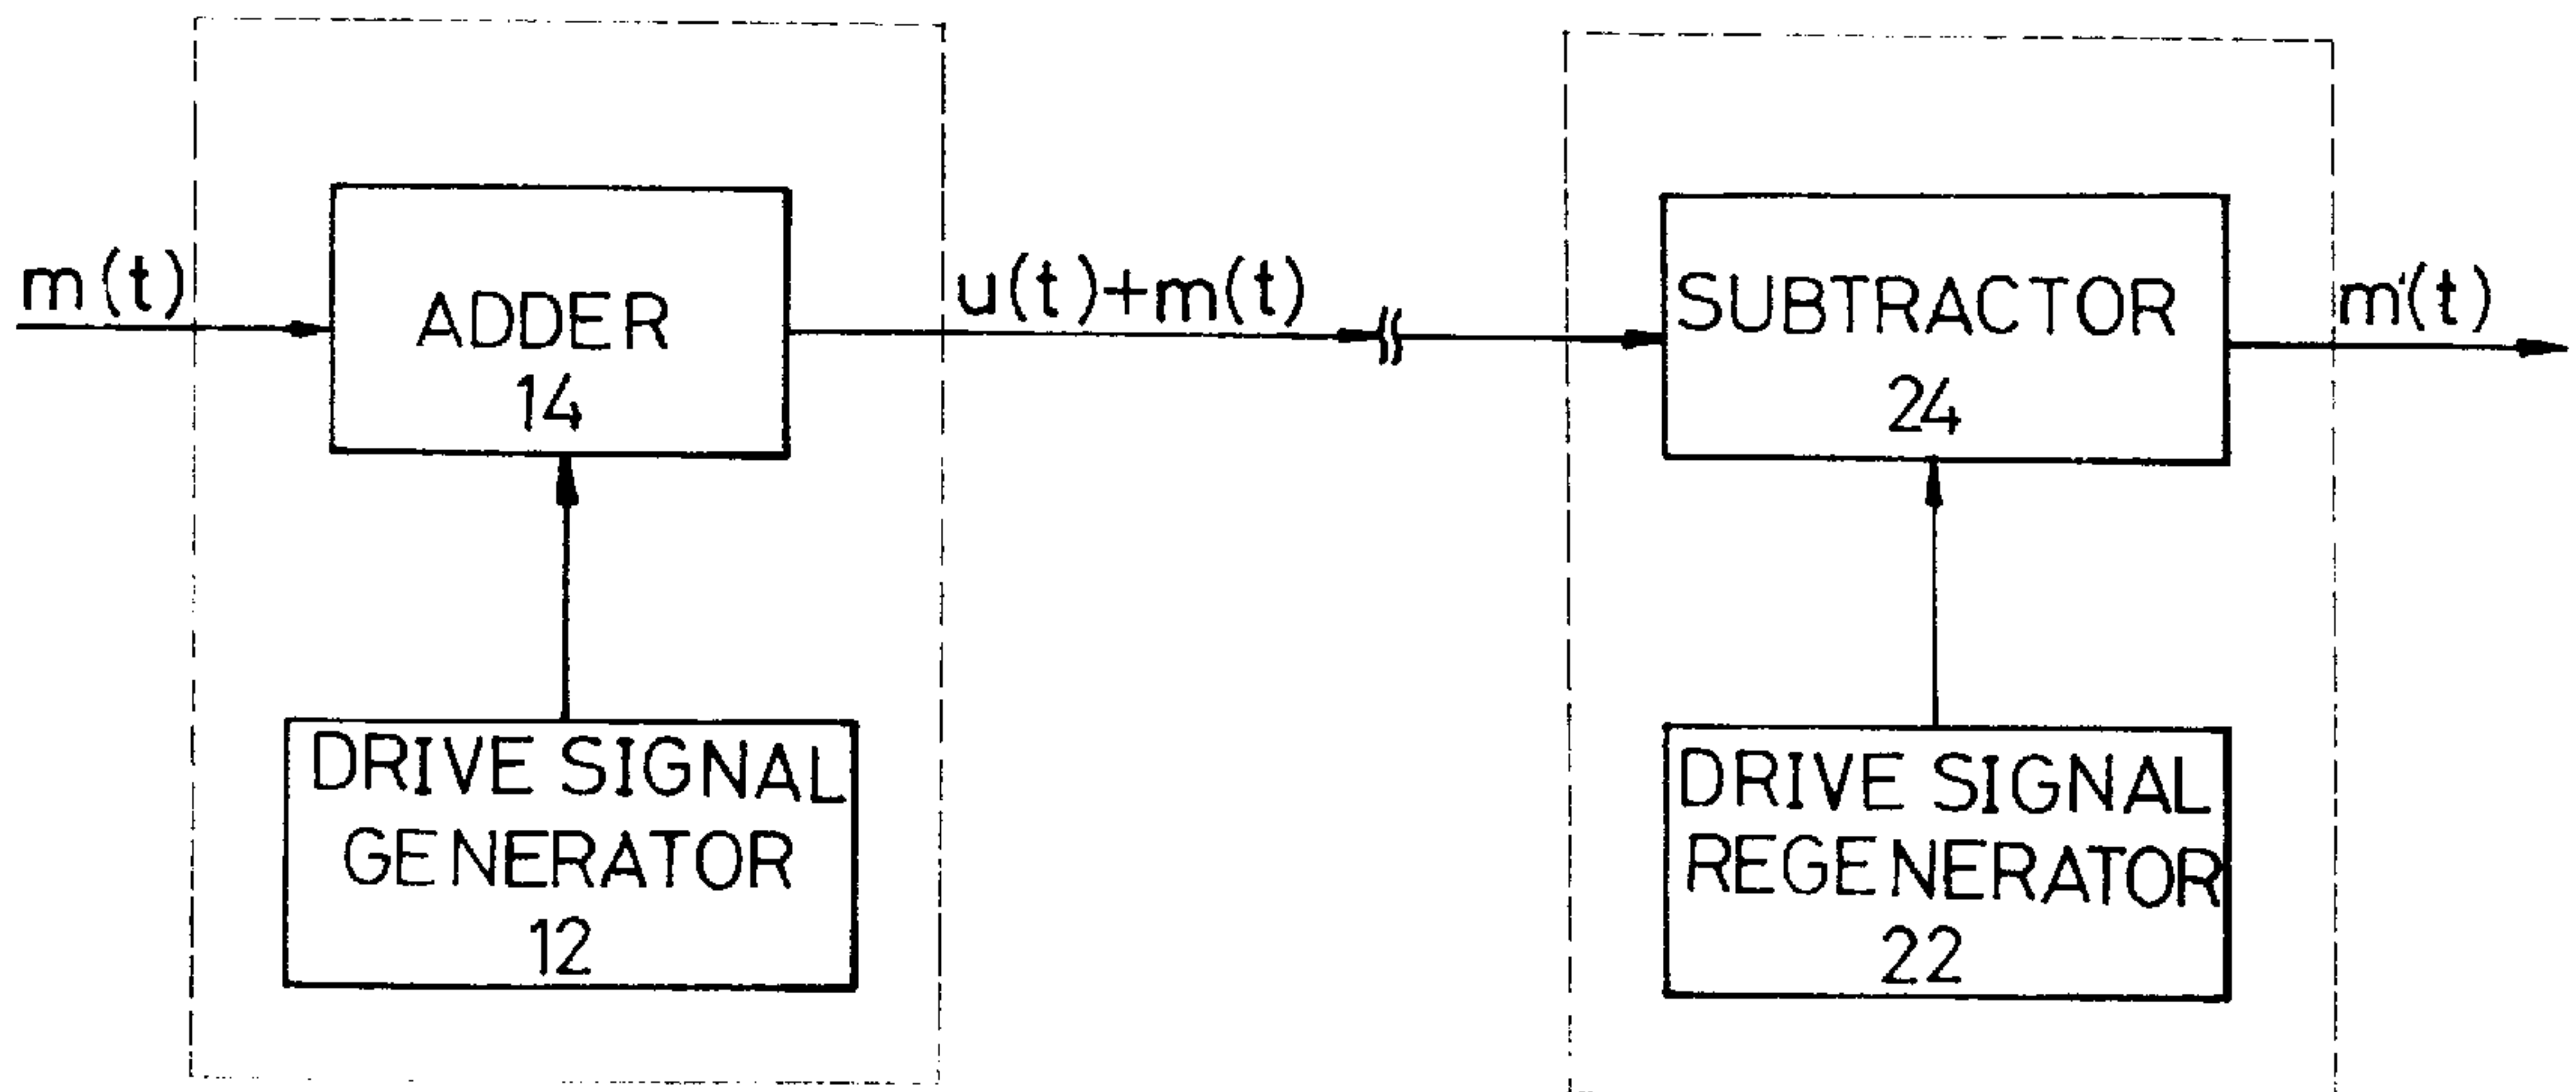 m(t)
ADDER
14
u(t)+m(t)
SUBTRACTOR
24
m'(t)
DRIVE SIGNAL
GENERATOR
12
DRIVE SIGNAL
REGENERATOR
22